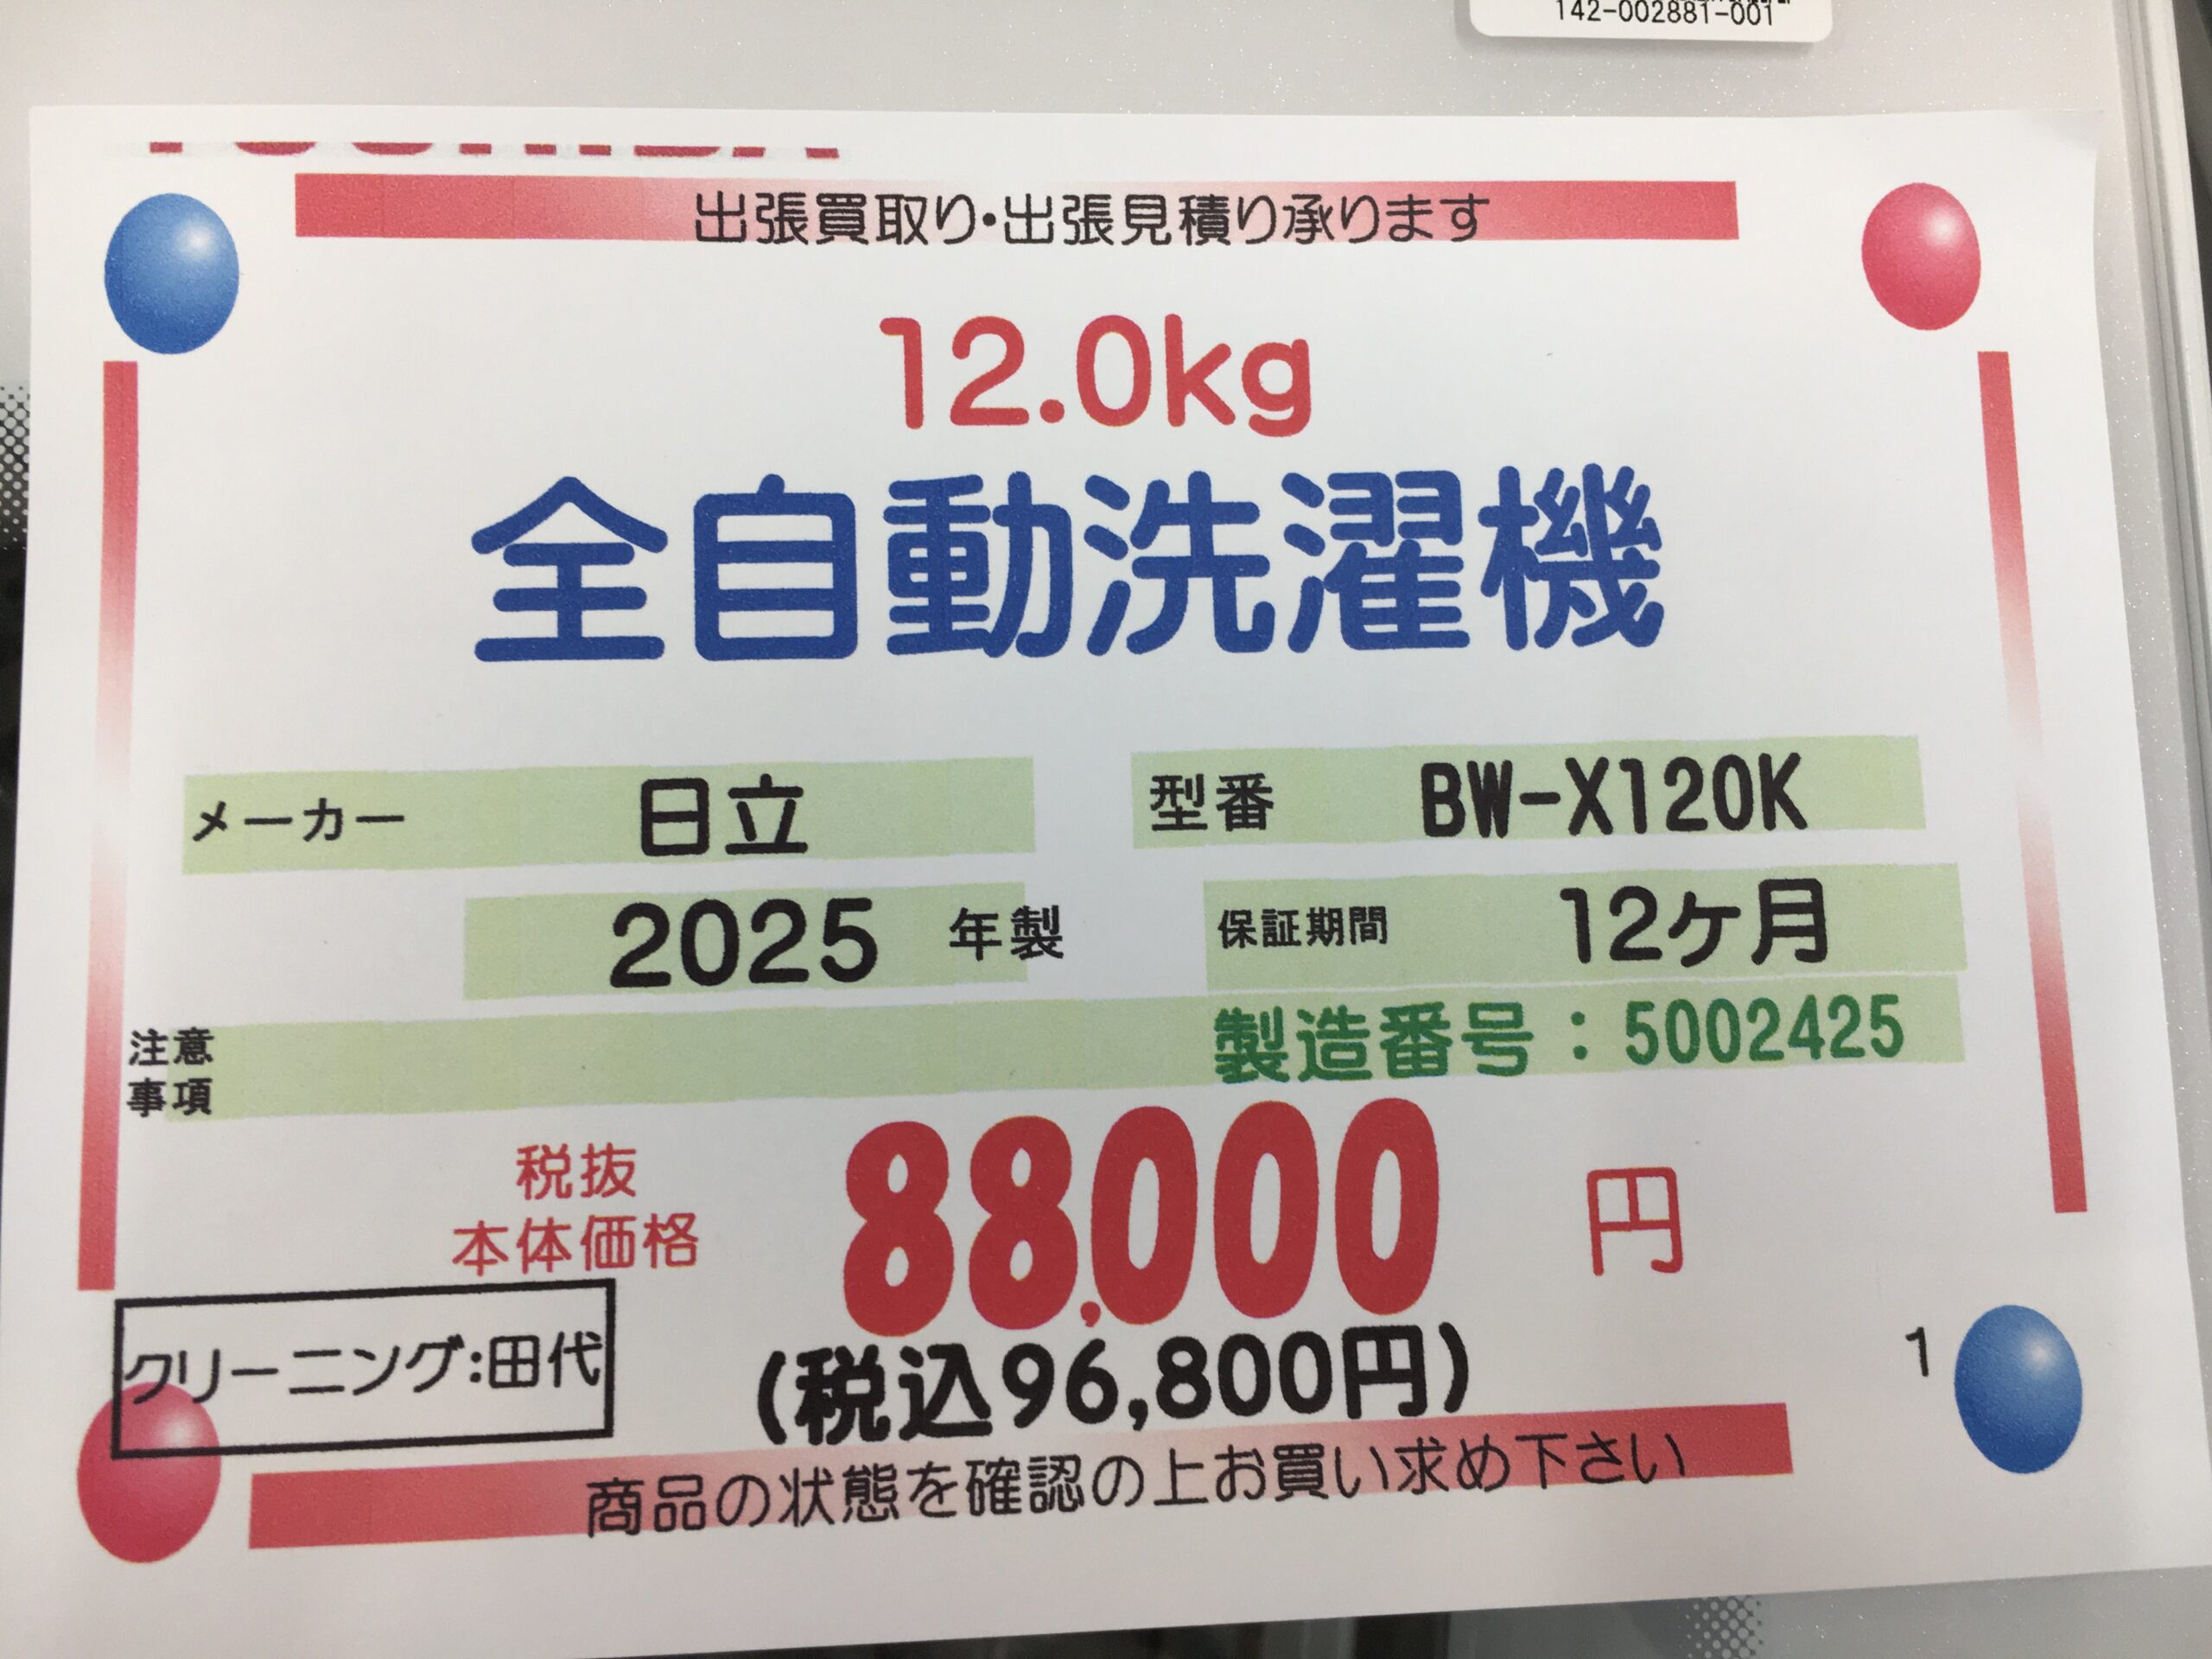 142-002881-001
出張買取り・出張見積り承ります
12.0kg
全自動洗濯機
メーカー 日立 型番 BW-X120K
2025 年製 保証期間 12ヶ月
注意
事項
製造番号：5002425
税抜
本体価格
88,000 円
クリーニング:田代
(税込96,800円)
1
商品の状態を確認の上お買い求め下さい